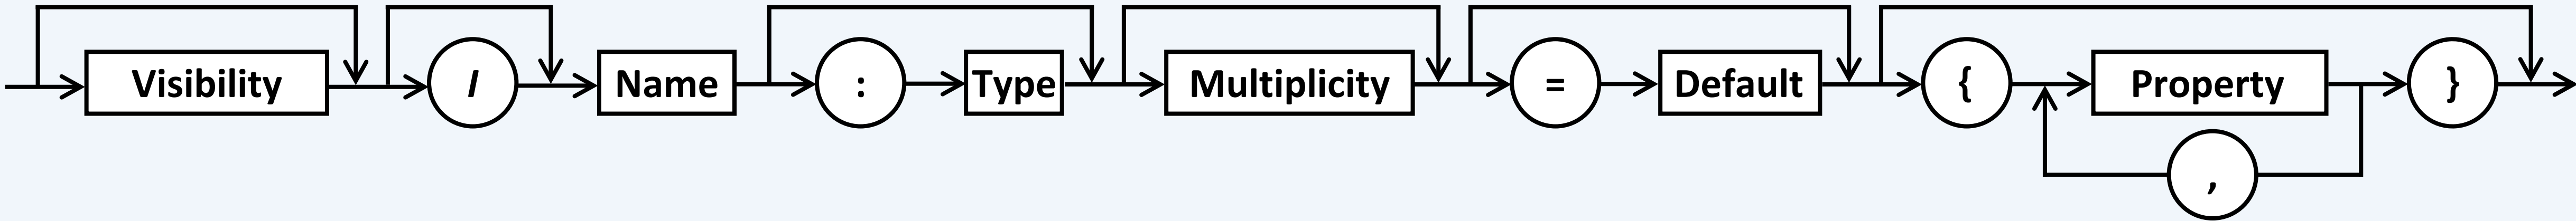 Visibility / Name : Type Multiplicity = Default { Property }
,